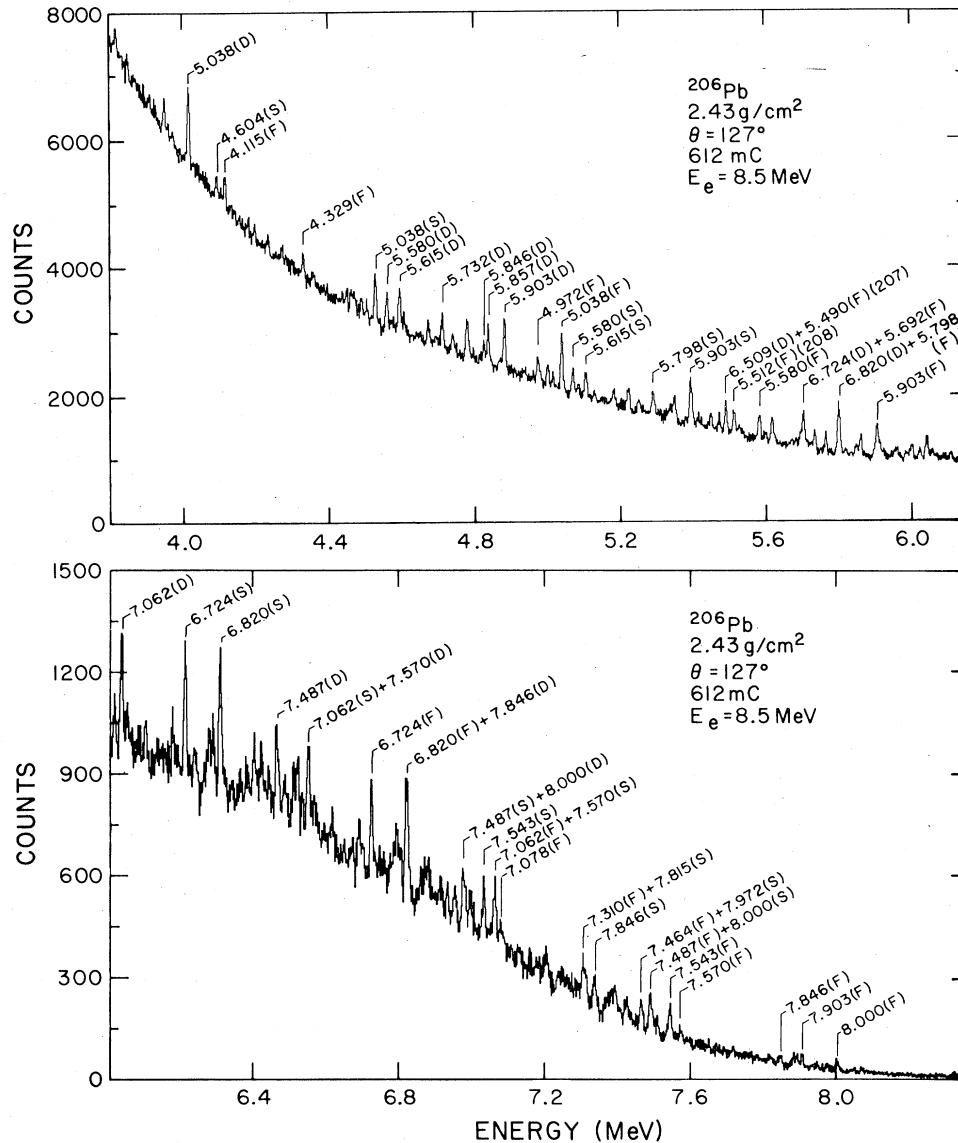 8000
6000
4000
2000
0
COUNTS
5.038(D)
4.604(S)
4.115(F)
4.329(F)
5.038(S)
5.580(D)
5.615(D)
5.732(D)
5.846(D)
5.857(D)
5.903(D)
4.972(F)
5.038(F)
5.580(S)
5.615(S)
5.798(S)
5.903(S)
6.509(D)+5.490(F)(207)
5.512(F)(208)
5.580(F)
6.724(D)+5.692(F)
6.820(D)+5.798
(F)
5.903(F)
²⁰⁶Pb
2.43g/cm²
θ=127°
612 mC
Eₑ=8.5MeV
4.0 4.4 4.8 5.2 5.6 6.0
1500
1200
900
600
300
0
COUNTS
7.062(D)
6.724(S)
6.820(S)
7.487(D)
7.062(S)+7.570(D)
6.724(F)
6.820(F)+7.846(D)
7.487(S)+8.000(D)
7.543(S)
7.062(F)+7.570(S)
7.078(F)
7.310(F)+7.815(S)
7.846(S)
7.464(F)+7.972(S)
7.487(F)+8.000(S)
7.543(F)
7.570(F)
7.846(F)
7.903(F)
8.000(F)
²⁰⁶Pb
2.43g/cm²
θ=127°
612mC
Eₑ=8.5MeV
6.4 6.8 7.2 7.6 8.0
ENERGY (MeV)